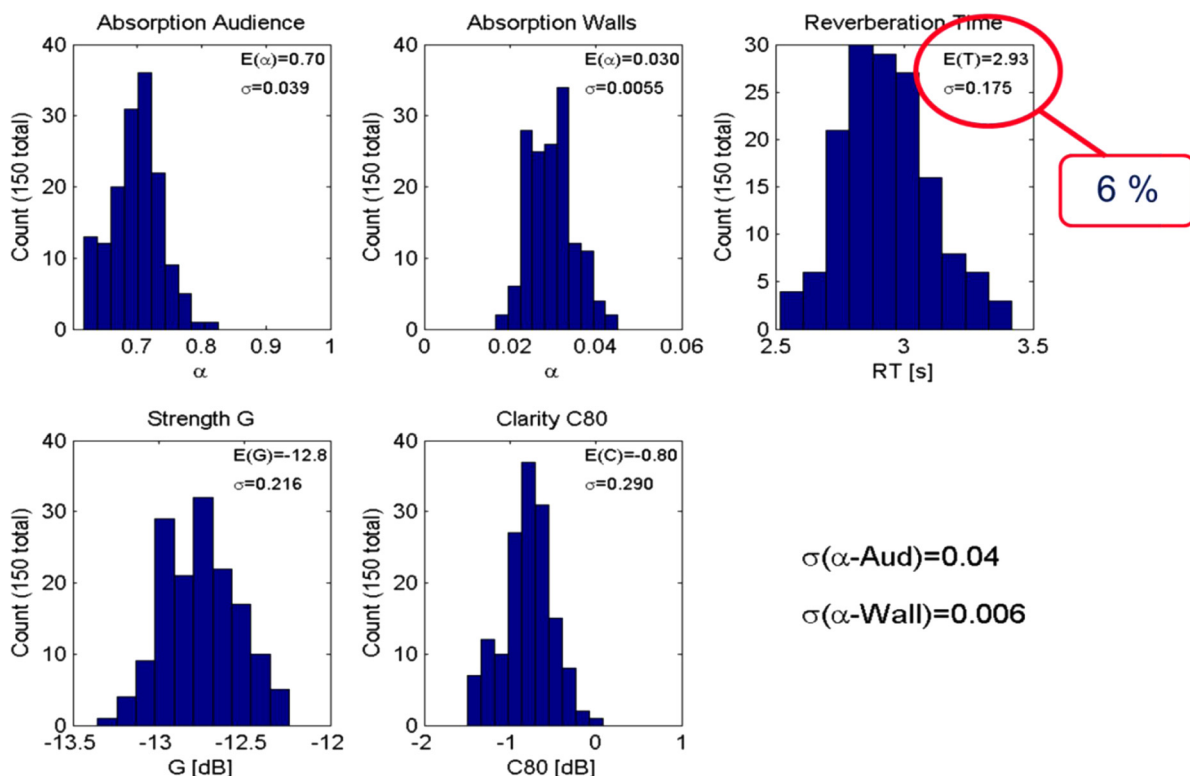 Absorption Audience
40
30
20
10
0
Count (150 total)
E(α)=0.70
σ=0.039
0.7
0.8
0.9
1
α
Absorption Walls
40
30
20
10
0
Count (150 total)
E(α)=0.030
σ=0.0055
0
0.02
0.04
0.06
α
Reverberation Time
30
25
20
15
10
5
0
Count (150 total)
E(T)=2.93
σ=0.175
2.5
3
3.5
RT [s]
6 %
Strength G
40
30
20
10
0
Count (150 total)
E(G)=-12.8
σ=0.216
-13.5
-13
-12.5
-12
G [dB]
Clarity C80
40
30
20
10
0
Count (150 total)
E(C)=-0.80
σ=0.290
-2
-1
0
1
C80 [dB]
σ(α-Aud)=0.04
σ(α-Wall)=0.006